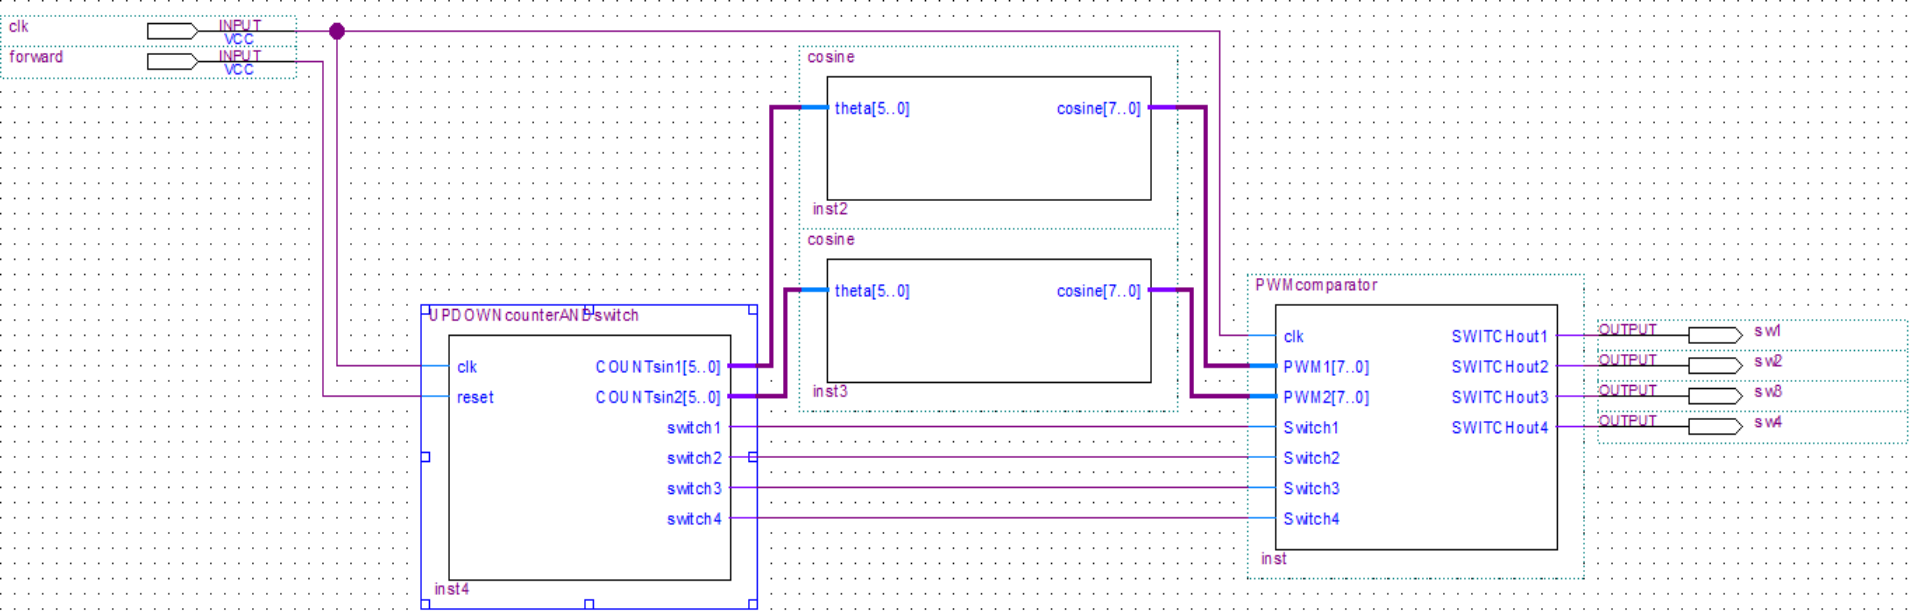 clk INPUT
VCC
forward INPUT
VCC
cosine
theta[5..0] cosine[7..0]
inst2
cosine
theta[5..0] cosine[7..0]
inst3
UPDOWNcounterANDswitch
clk COUNTsin1[5..0]
reset COUNTsin2[5..0]
switch1
switch2
switch3
switch4
inst4
PWMcomparator
clk SWITCHout1
PWM1[7..0] SWITCHout2
PWM2[7..0] SWITCHout3
Switch1 SWITCHout4
Switch2
Switch3
Switch4
inst
OUTPUT sw1
OUTPUT sw2
OUTPUT sw3
OUTPUT sw4